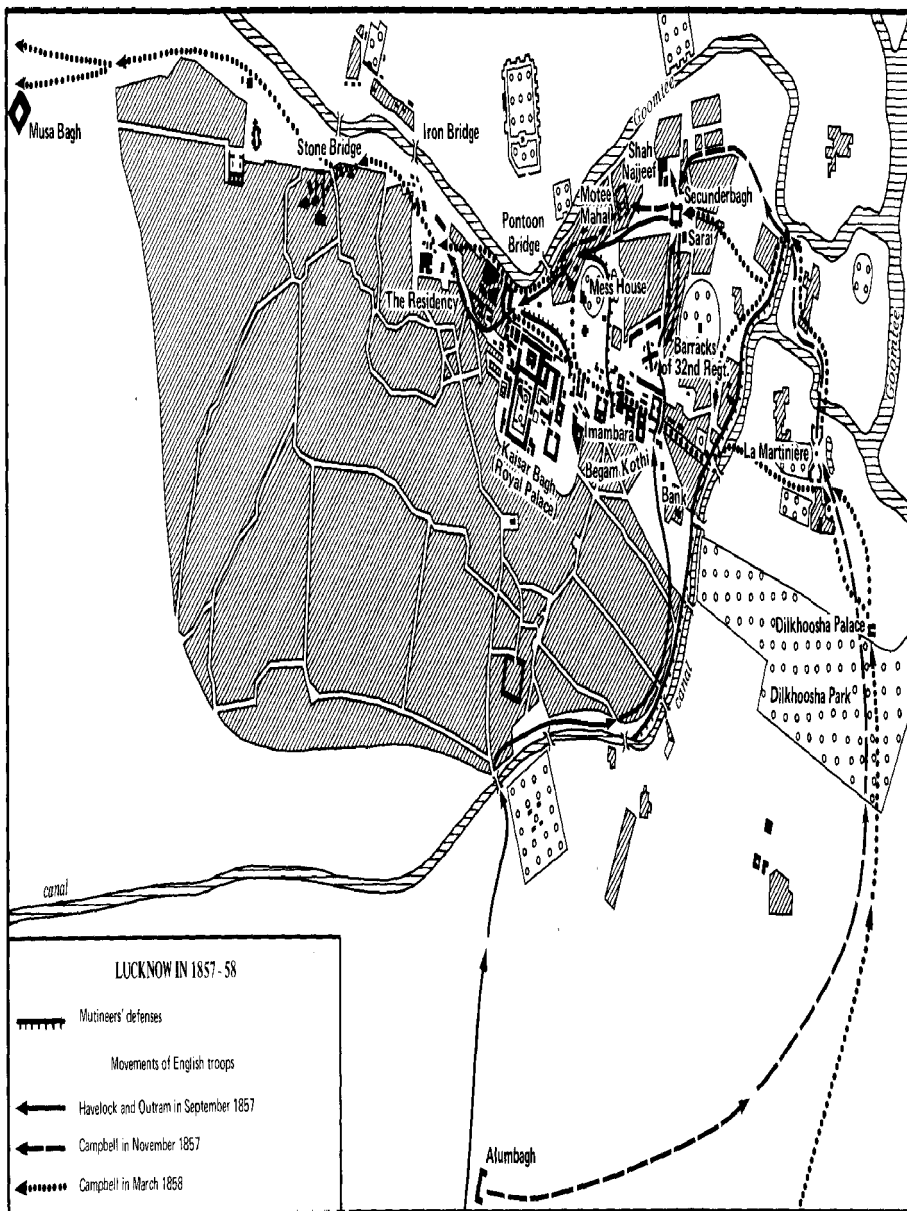 Musa Bagh
Stone Bridge
Iron Bridge
Goomtee
Shah
Najjeef
Motee
Mahal
Secunderbagh
Sarai
Pontoon
Bridge
Mess House
The Residency
Barracks
of 32nd Regt.
Goomtee
Imambara
Begam Kothi
Kaisar Bagh
Royal Palace
Bank
La Martinière
Dilkhoosha Palace
Dilkhoosha Park
canal
canal
LUCKNOW IN 1857-58
Mutineers' defenses
Movements of English troops
Havelock and Outram in September 1857
Campbell in November 1857
Campbell in March 1858
Alumbagh